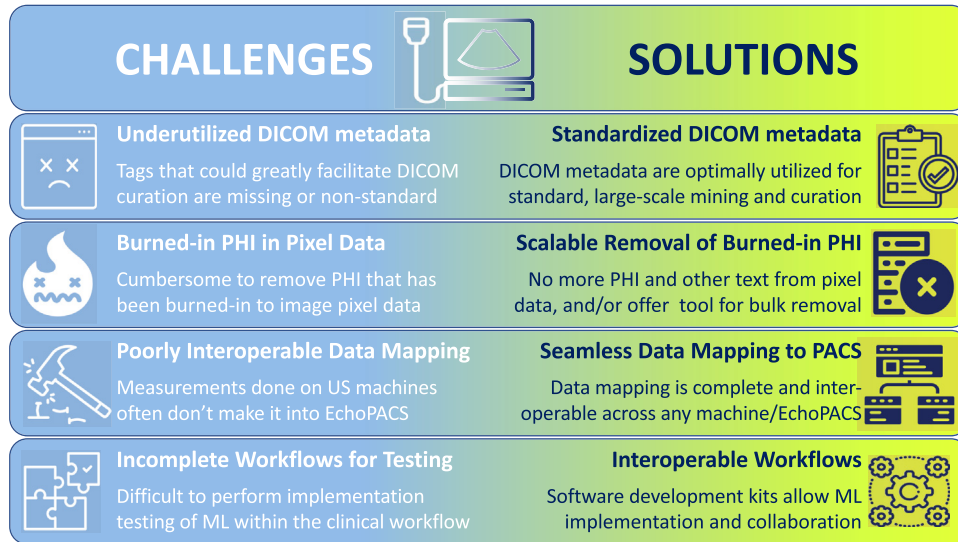 CHALLENGES
SOLUTIONS
Underutilized DICOM metadata
Tags that could greatly facilitate DICOM
curation are missing or non-standard
Standardized DICOM metadata
DICOM metadata are optimally utilized for
standard, large-scale mining and curation
Burned-in PHI in Pixel Data
Cumbersome to remove PHI that has
been burned-in to image pixel data
Scalable Removal of Burned-in PHI
No more PHI and other text from pixel
data, and/or offer tool for bulk removal
Poorly Interoperable Data Mapping
Measurements done on US machines
often don’t make it into EchoPACS
Seamless Data Mapping to PACS
Data mapping is complete and inter-
operable across any machine/EchoPACS
Incomplete Workflows for Testing
Difficult to perform implementation
testing of ML within the clinical workflow
Interoperable Workflows
Software development kits allow ML
implementation and collaboration